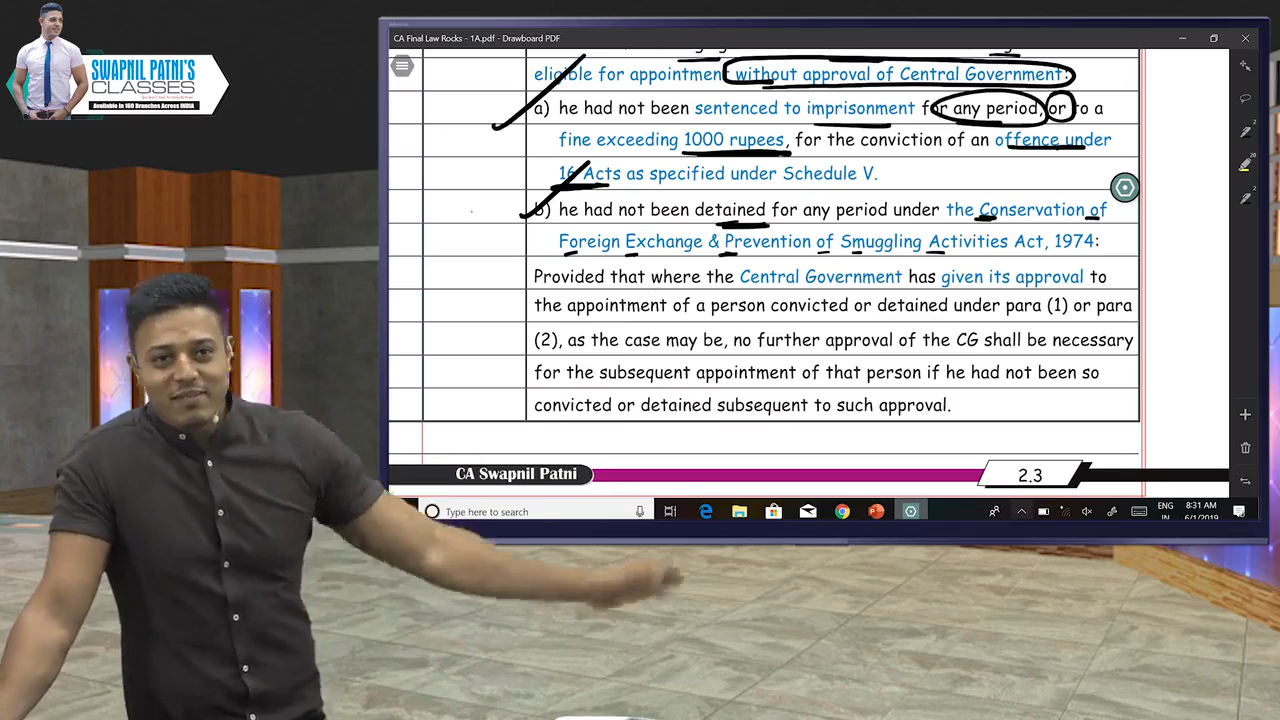 SWAPNIL PATNI'S
CLASSES
Available in 160 Branches Across INDIA
CA Final Law Rocks - 1A.pdf - Drawboard PDF
eligible for appointment without approval of Central Government:
a) he had not been sentenced to imprisonment for any period, or to a
fine exceeding 1000 rupees, for the conviction of an offence under
16 Acts as specified under Schedule V.
b) he had not been detained for any period under the Conservation of
Foreign Exchange & Prevention of Smuggling Activities Act, 1974:
Provided that where the Central Government has given its approval to
the appointment of a person convicted or detained under para (1) or para
(2), as the case may be, no further approval of the CG shall be necessary
for the subsequent appointment of that person if he had not been so
convicted or detained subsequent to such approval.
CA Swapnil Patni
2.3
Type here to search
ENG
IN
8:31 AM
6/1/2019